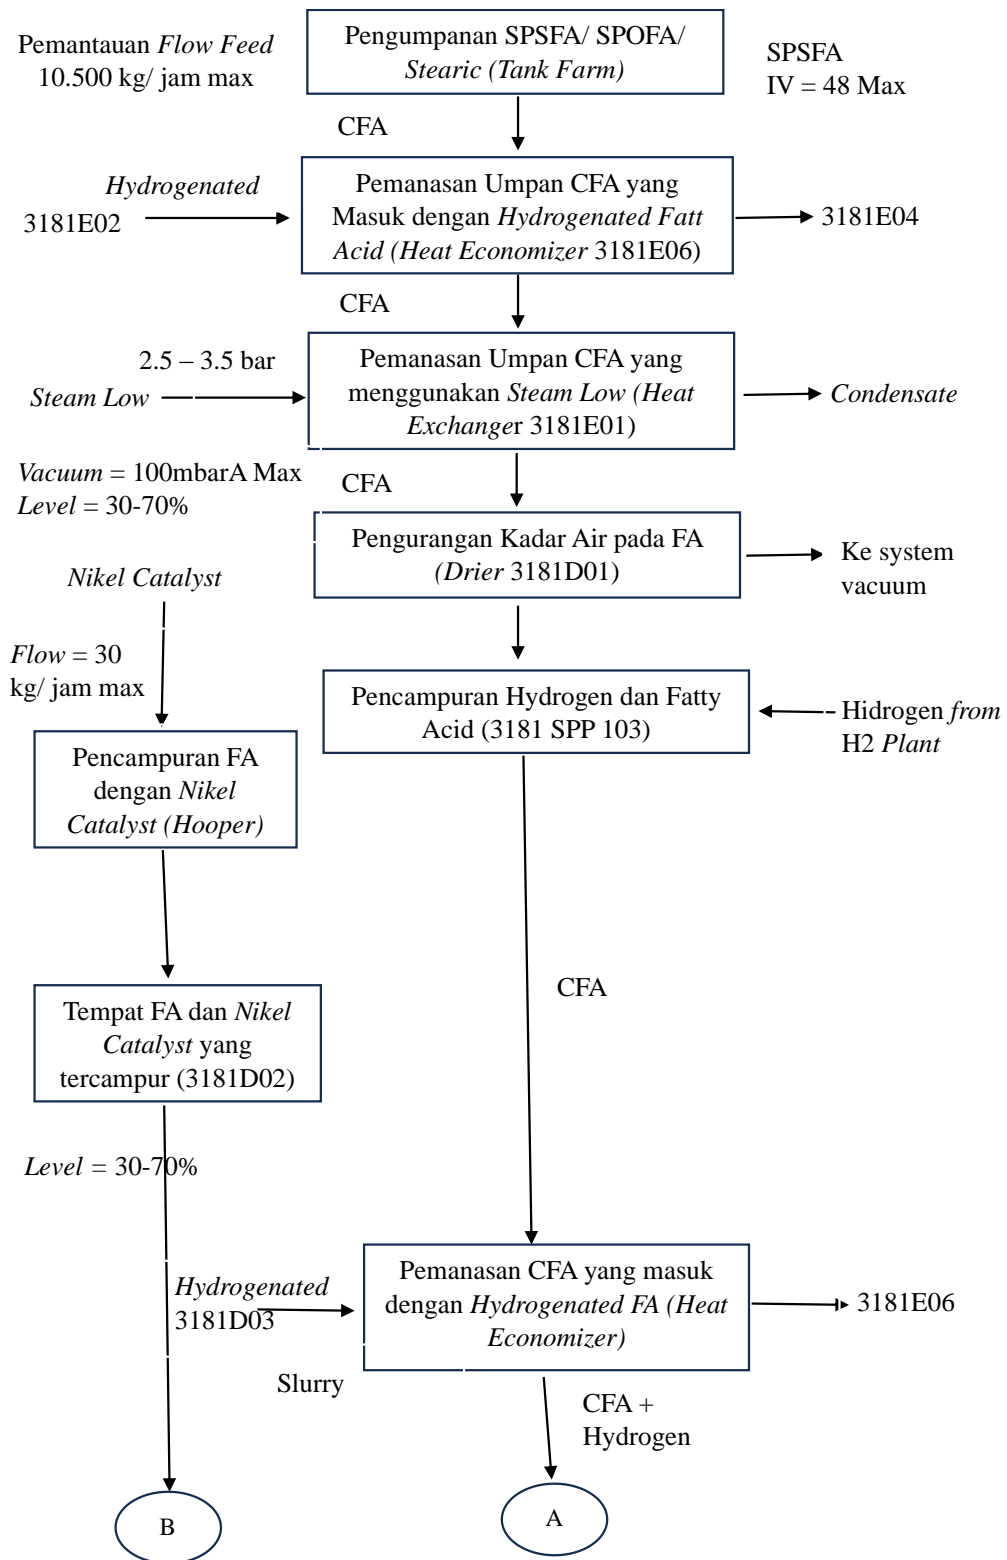 Pemantauan Flow Feed
10.500 kg/ jam max
Pengumpanan SPSFA/ SPOFA/
Stearic (Tank Farm)
SPSFA
IV = 48 Max
CFA
Hydrogenated
3181E02
Pemanasan Umpan CFA yang
Masuk dengan Hydrogenated Fatt
Acid (Heat Economizer 3181E06)
3181E04
CFA
2.5 – 3.5 bar
Steam Low
Pemanasan Umpan CFA yang
menggunakan Steam Low (Heat
Exchanger 3181E01)
Condensate
Vacuum = 100mbarA Max
Level = 30-70%
CFA
Pengurangan Kadar Air pada FA
(Drier 3181D01)
Ke system
vacuum
Nikel Catalyst
Flow = 30
kg/ jam max
Pencampuran Hydrogen dan Fatty
Acid (3181 SPP 103)
Hidrogen from
H2 Plant
Pencampuran FA
dengan Nikel
Catalyst (Hooper)
CFA
Tempat FA dan Nikel
Catalyst yang
tercampur (3181D02)
Level = 30-70%
Hydrogenated
3181D03
Pemanasan CFA yang masuk
dengan Hydrogenated FA (Heat
Economizer)
3181E06
Slurry
CFA +
Hydrogen
B
A